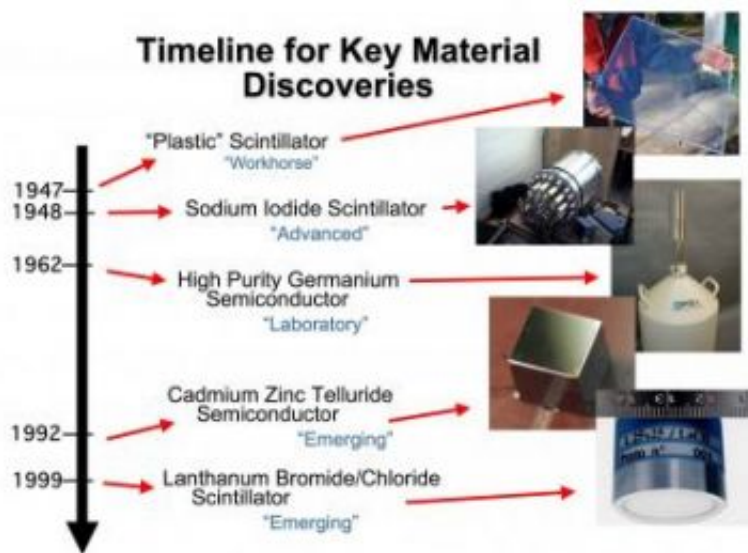 Timeline for Key Material
Discoveries
"Plastic" Scintillator
"Workhorse"
1947
1948
Sodium Iodide Scintillator
"Advanced"
1962
High Purity Germanium
Semiconductor
"Laboratory"
Cadmium Zinc Telluride
Semiconductor
1992
"Emerging"
1999
Lanthanum Bromide/Chloride
Scintillator
"Emerging"